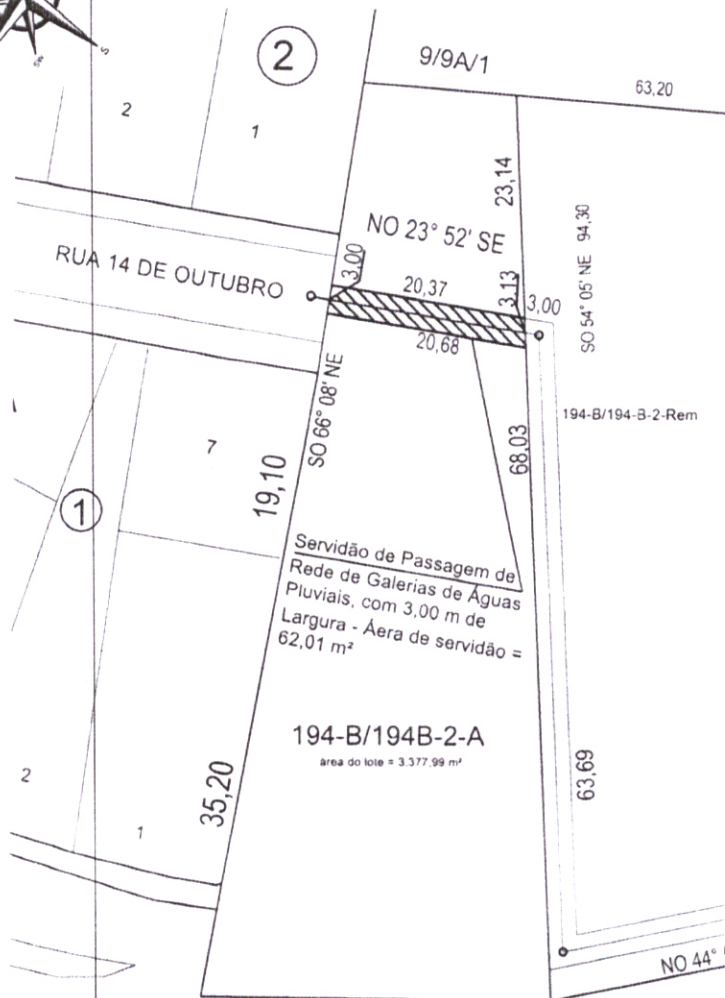 S
2
9/9A/1
63,20
2
1
23,14
NO 23° 52' SE
SO 54° 05' NE 94,30
RUA 14 DE OUTUBRO
3,00
20,37
3,13
3,00
20,68
194-B/194-B-2-Rem
SO 66° 08' NE
68,03
7
19,10
1
Servidão de Passagem de
Rede de Galerias de Águas
Pluviais, com 3,00 m de
Largura - Áera de servidão =
62,01 m²
194-B/194B-2-A
área do lote = 3.377,99 m²
63,69
35,20
2
1
NO 44°